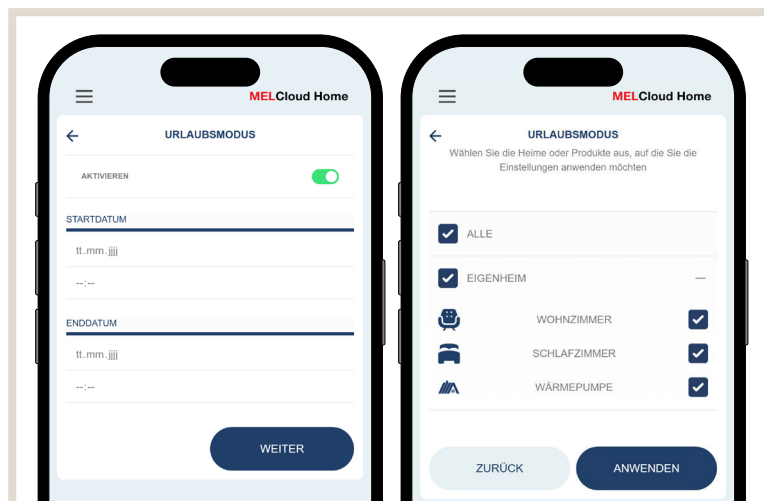 MELCloud Home
URLAUBSMODUS
AKTIVIEREN
STARTDATUM
tt.mm.jjjj
--:--
ENDDATUM
tt.mm.jjjj
--:--
WEITER
MELCloud Home
URLAUBSMODUS
Wählen Sie die Heime oder Produkte aus, auf die Sie die
Einstellungen anwenden möchten
ALLE
EIGENHEIM
WOHNZIMMER
SCHLAFZIMMER
WÄRMEPUMPE
ZURÜCK
ANWENDEN